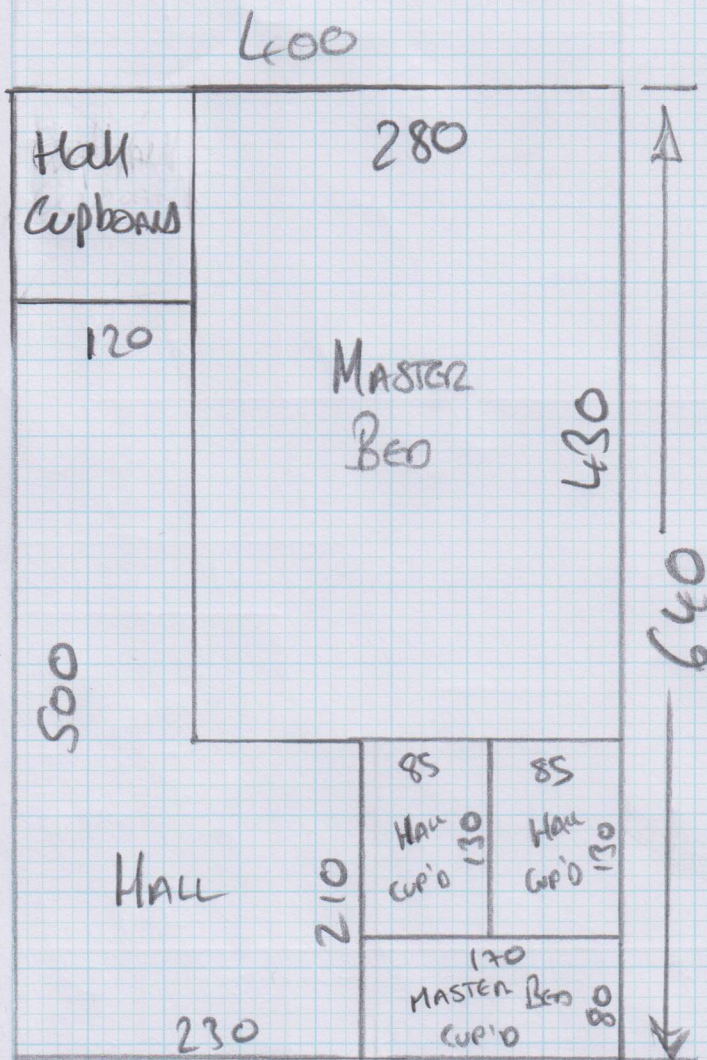 400
Hall
Cupboard
280
120
MASTER
BED
430
640
500
85
HALL
CUP'D
130
85
HALL
CUP'D
130
HALL
210
170
MASTER BED
CUP'D
80
230